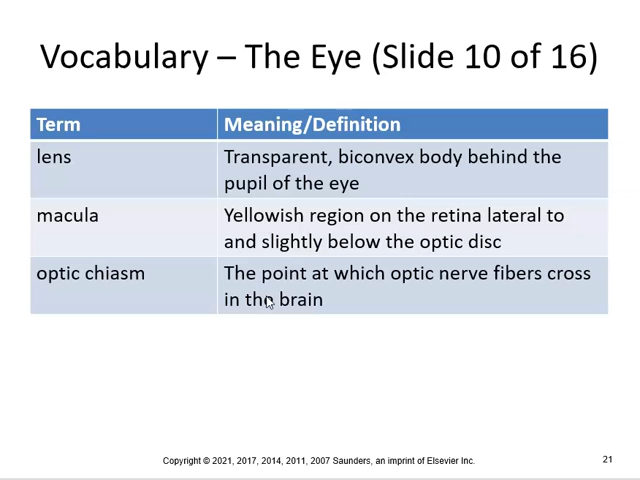 Vocabulary – The Eye (Slide 10 of 16)
Term Meaning/Definition
lens Transparent, biconvex body behind the
pupil of the eye
macula Yellowish region on the retina lateral to
and slightly below the optic disc
optic chiasm The point at which optic nerve fibers cross
in the brain
Copyright © 2021, 2017, 2014, 2011, 2007 Saunders, an imprint of Elsevier Inc. 21